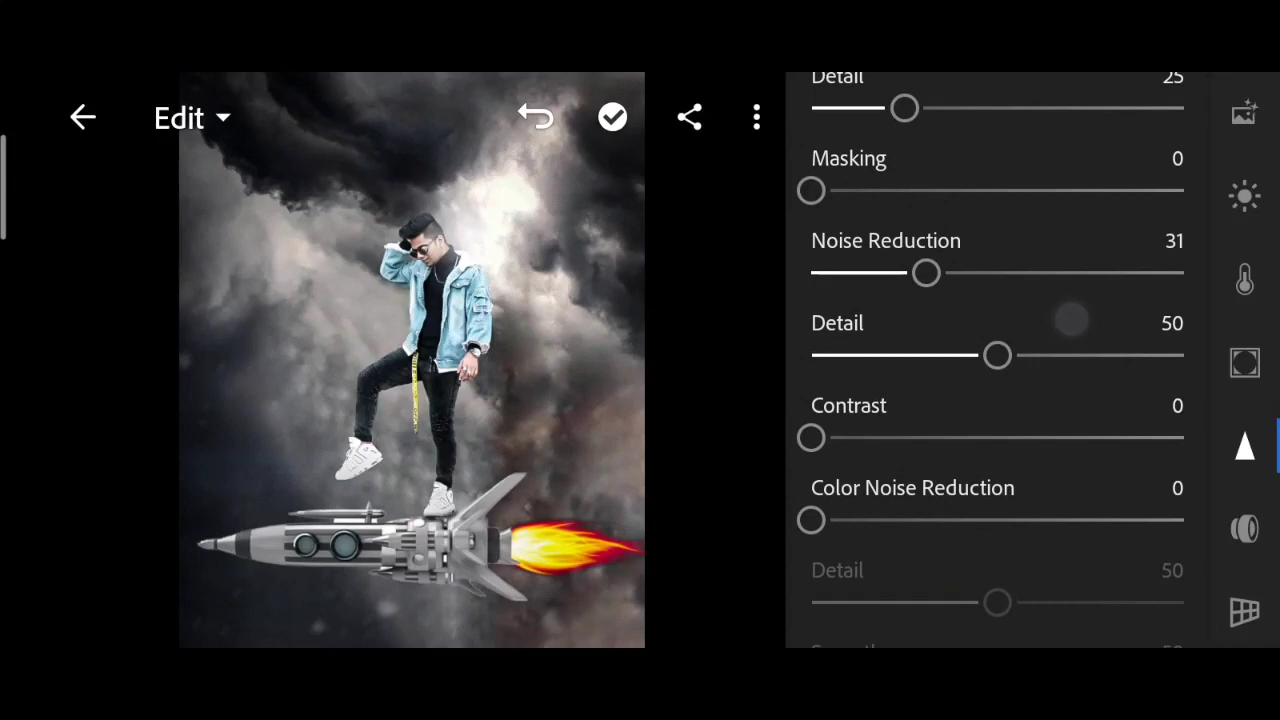 Edit
Detail 25
Masking 0
Noise Reduction 31
Detail 50
Contrast 0
Color Noise Reduction 0
Detail 50